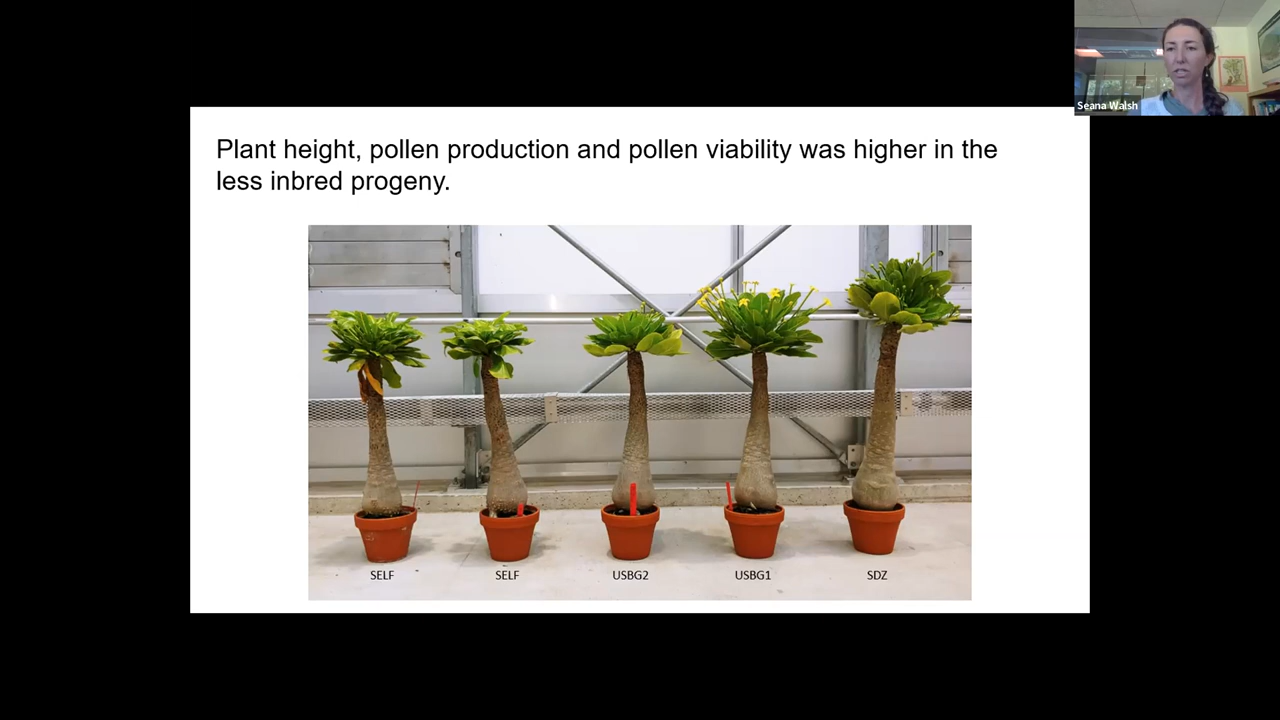 Seana Walsh
Plant height, pollen production and pollen viability was higher in the
less inbred progeny.
SELF
SELF
USBG2
USBG1
SDZ